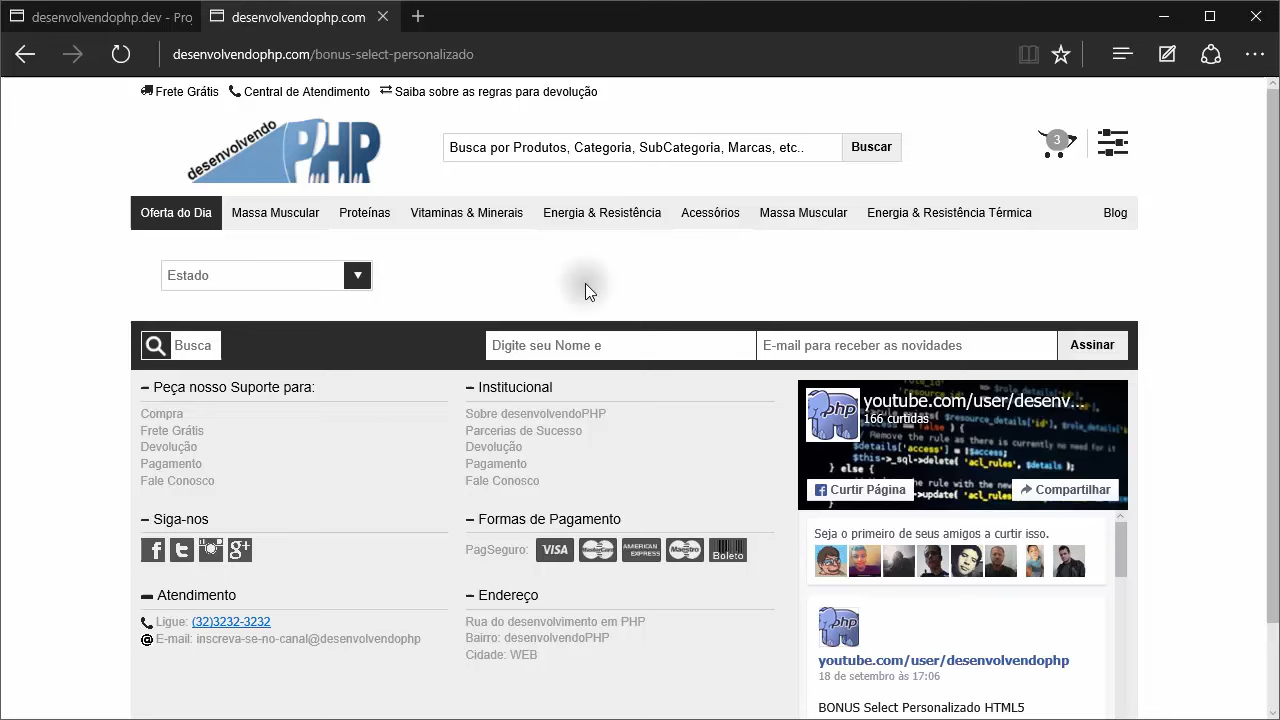 desenvolvendophp.dev - Pro
desenvolvendophp.com
desenvolvendophp.com/bonus-select-personalizado
Frete Grátis Central de Atendimento Saiba sobre as regras para devolução
desenvolvendo PHP
Busca por Produtos, Categoria, SubCategoria, Marcas, etc..
Buscar
3
Oferta do Dia Massa Muscular Proteínas Vitaminas & Minerais Energia & Resistência Acessórios Massa Muscular Energia & Resistência Térmica Blog
Estado
Busca
Digite seu Nome e
E-mail para receber as novidades
Assinar
Peça nosso Suporte para:
Compra
Frete Grátis
Devolução
Pagamento
Fale Conosco
Institucional
Sobre desenvolvendoPHP
Parcerias de Sucesso
Devolução
Pagamento
Fale Conosco
Siga-nos
Formas de Pagamento
PagSeguro: VISA MasterCard AMERICAN EXPRESS Maestro Boleto
Atendimento
Ligue: (32)3232-3232
E-mail: inscreva-se-no-canal@desenvolvendophp
Endereço
Rua do desenvolvimento em PHP
Bairro: desenvolvendoPHP
Cidade: WEB
php
youtube.com/user/desenv...
166 curtidas
Curtir Página
Compartilhar
Seja o primeiro de seus amigos a curtir isso.
php
youtube.com/user/desenvolvendophp
18 de setembro às 17:06
BONUS Select Personalizado HTML5